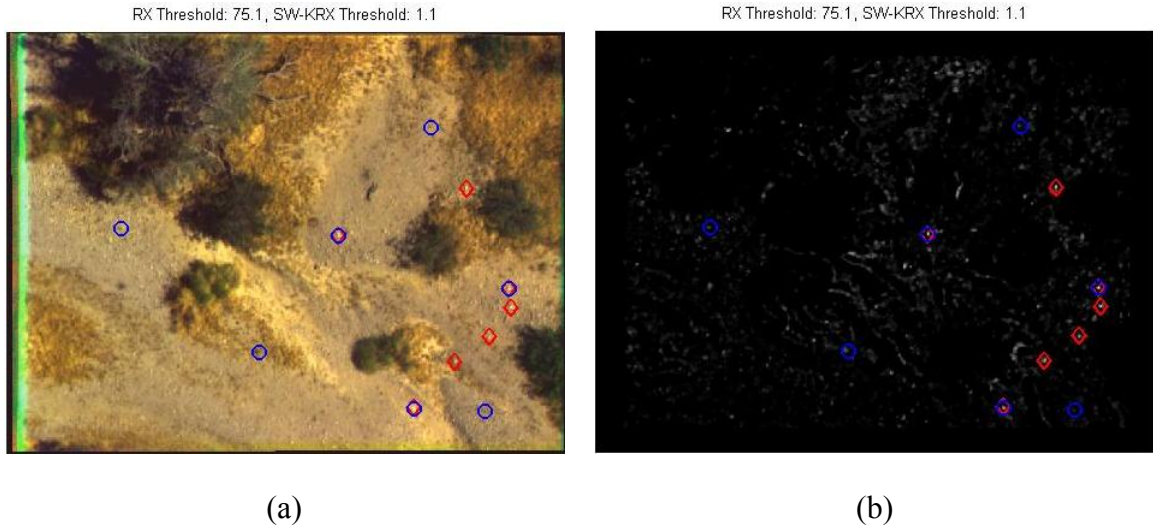 RX Threshold: 75.1, SW-KRX Threshold: 1.1
RX Threshold: 75.1, SW-KRX Threshold: 1.1
(a)
(b)